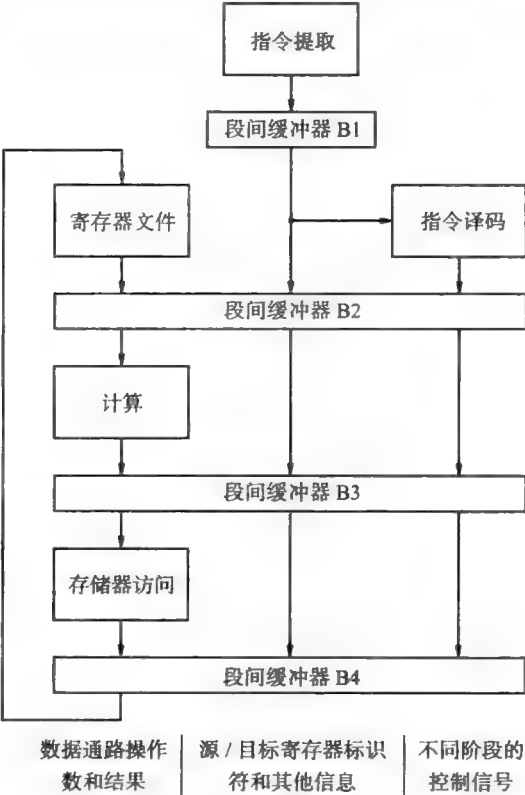 指令提取
段间缓冲器 B1
寄存器文件
指令译码
段间缓冲器 B2
计算
段间缓冲器 B3
存储器访问
段间缓冲器 B4
数据通路操作
数和结果
源 / 目标寄存器标识
符和其他信息
不同阶段的
控制信号